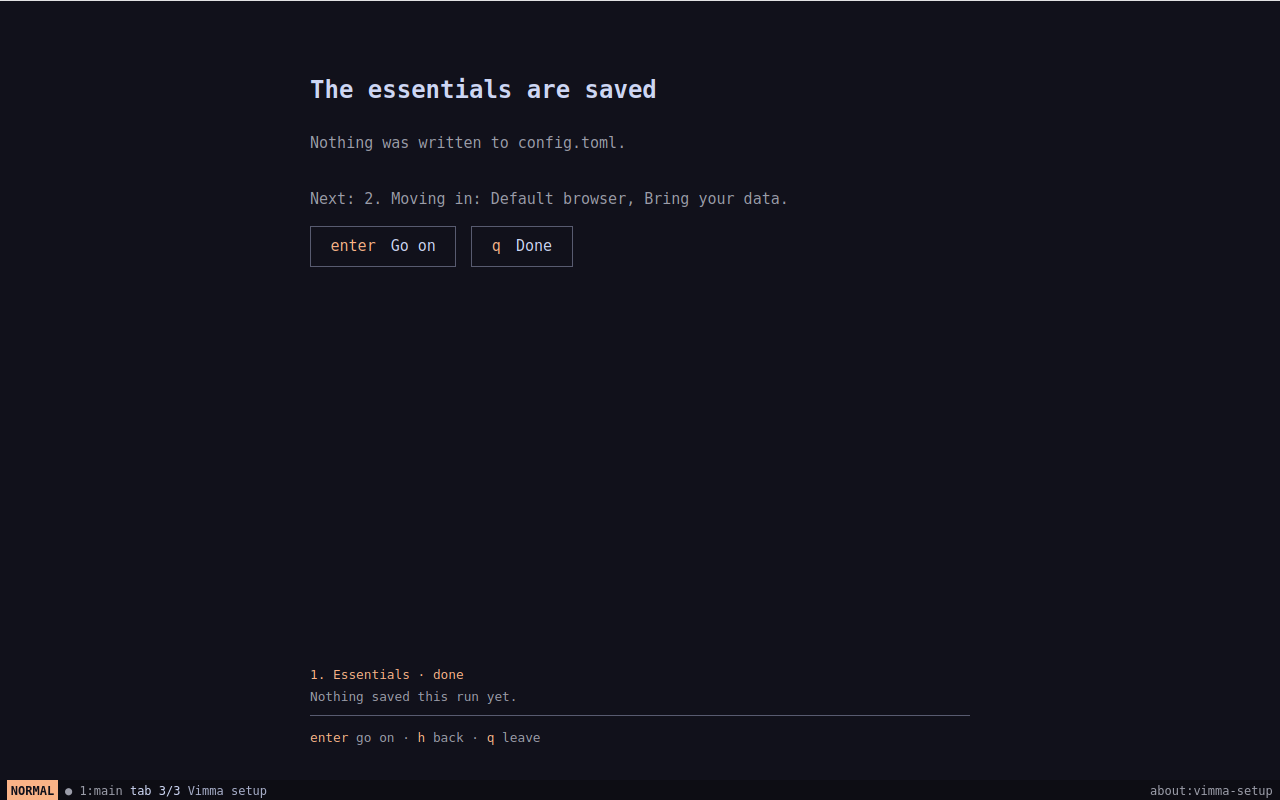 The essentials are saved
Nothing was written to config.toml.
Next: 2. Moving in: Default browser, Bring your data.
enter Go on q Done
1. Essentials · done
Nothing saved this run yet.
enter go on · h back · q leave
NORMAL ● 1:main tab 3/3 Vimma setup about:vimma-setup